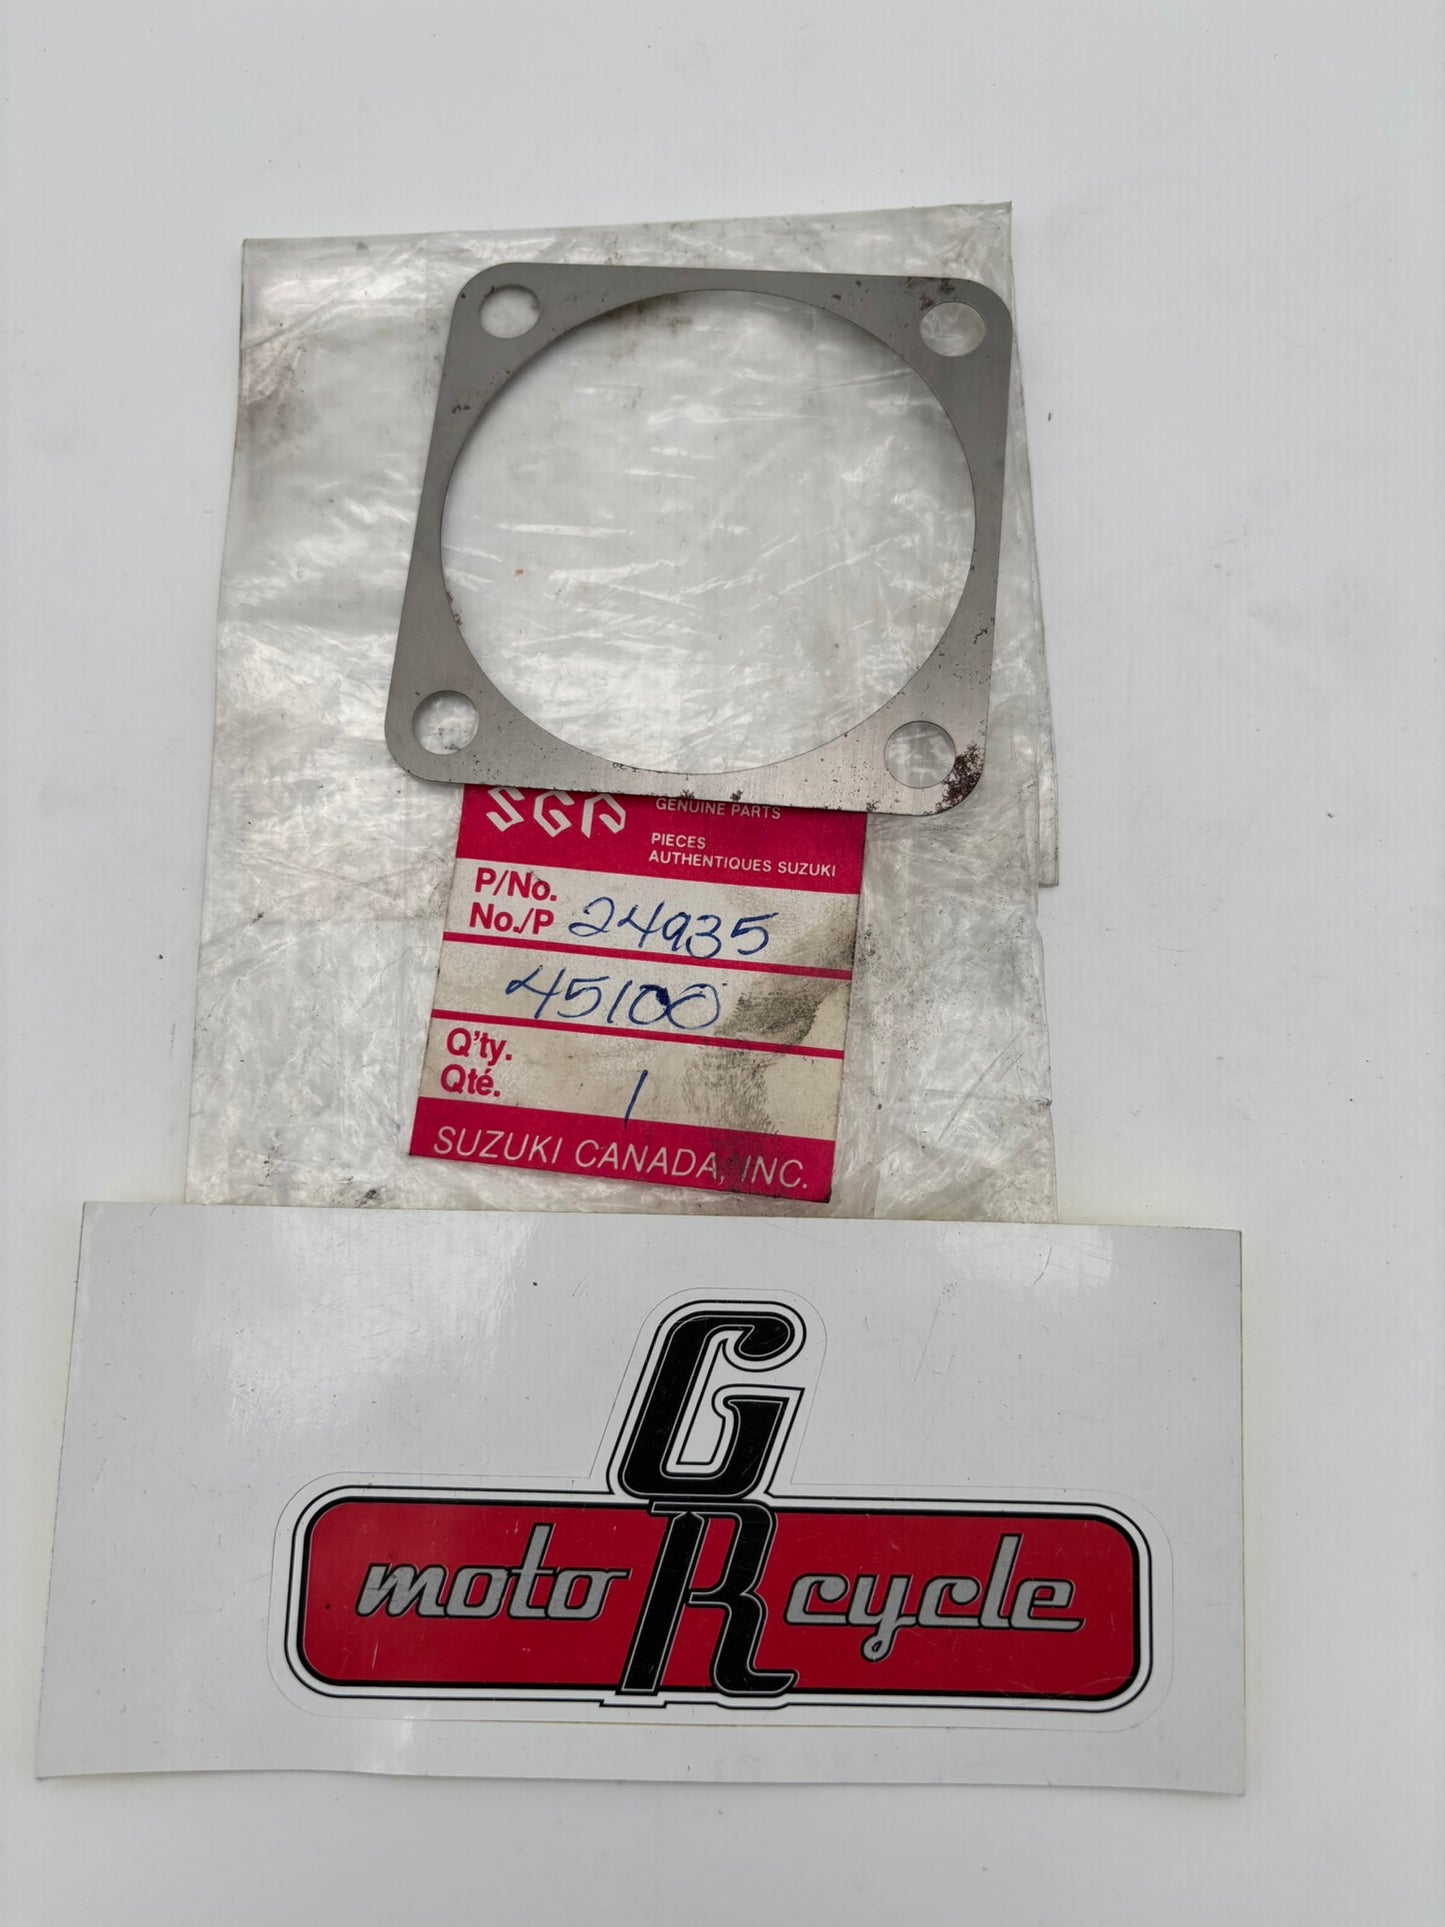 SGP
GENUINE PARTS
PIECES
AUTHENTIQUES SUZUKI
P/No.
No./P 24935
45100
Q'ty.
Qté. 1
SUZUKI CANADA, INC.
G
moto R cycle